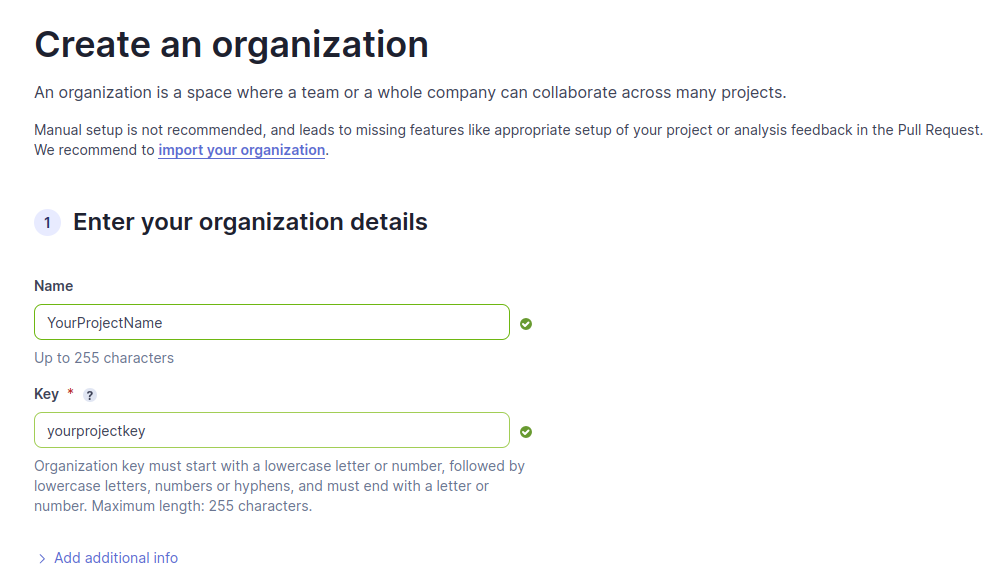 Create an organization
An organization is a space where a team or a whole company can collaborate across many projects.
Manual setup is not recommended, and leads to missing features like appropriate setup of your project or analysis feedback in the Pull Request.
We recommend to import your organization.
1 Enter your organization details
Name
YourProjectName
Up to 255 characters
Key * ?
yourprojectkey
Organization key must start with a lowercase letter or number, followed by
lowercase letters, numbers or hyphens, and must end with a letter or
number. Maximum length: 255 characters.
Add additional info